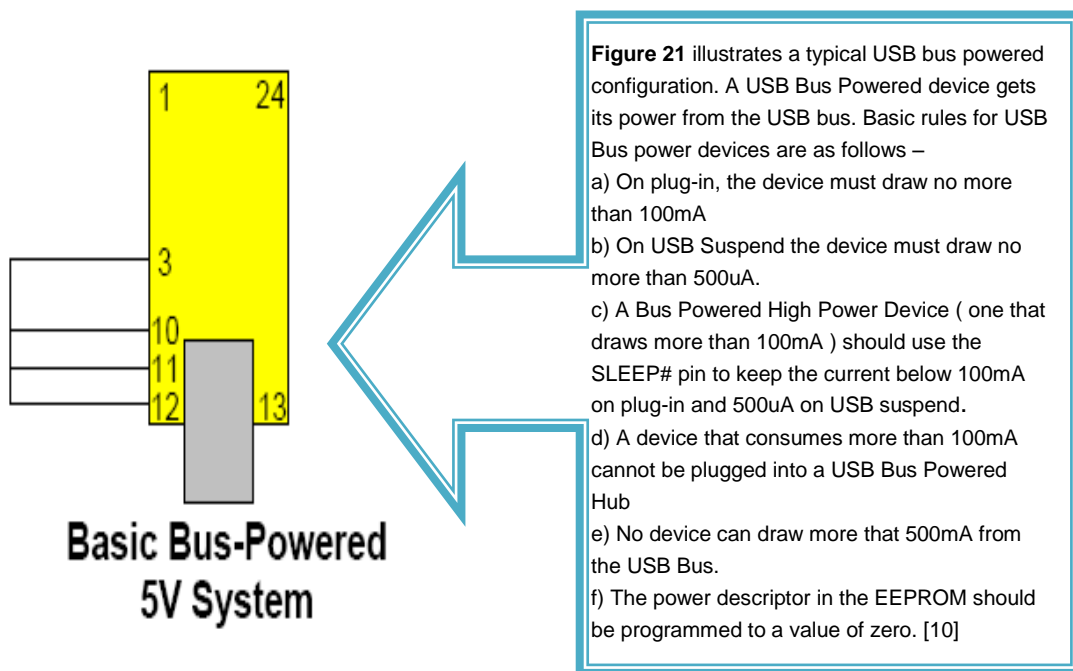 1 24
3
10
11
12 13
Basic Bus-Powered
5V System
Figure 21 illustrates a typical USB bus powered
configuration. A USB Bus Powered device gets
its power from the USB bus. Basic rules for USB
Bus power devices are as follows –
a) On plug-in, the device must draw no more
than 100mA
b) On USB Suspend the device must draw no
more than 500uA.
c) A Bus Powered High Power Device ( one that
draws more than 100mA ) should use the
SLEEP# pin to keep the current below 100mA
on plug-in and 500uA on USB suspend.
d) A device that consumes more than 100mA
cannot be plugged into a USB Bus Powered
Hub
e) No device can draw more that 500mA from
the USB Bus.
f) The power descriptor in the EEPROM should
be programmed to a value of zero. [10]